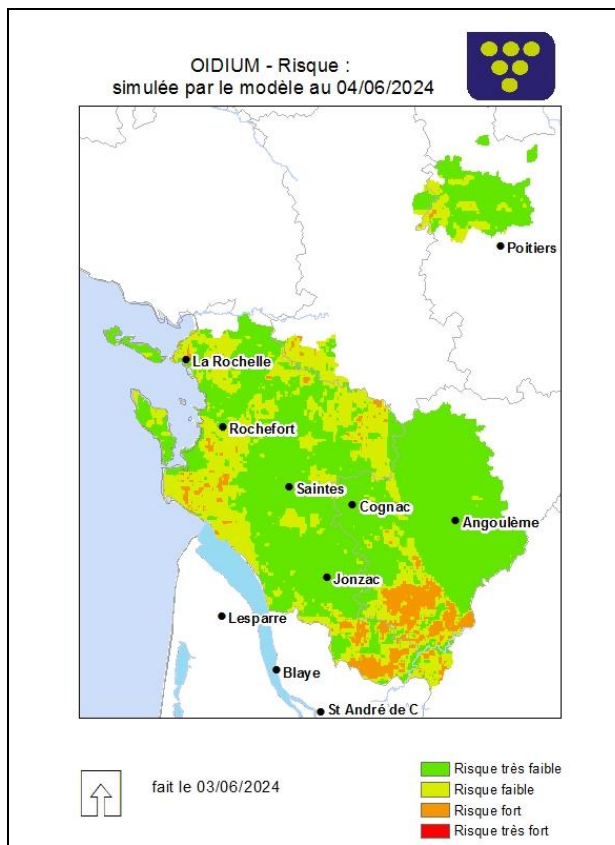 OIDIUM - Risque :
simulée par le modèle au 04/06/2024
Poitiers
La Rochelle
Rochefort
Saintes
Cognac
Angoulême
Jonzac
Lesparre
Blaye
St André de C
fait le 03/06/2024
Risque très faible
Risque faible
Risque fort
Risque très fort